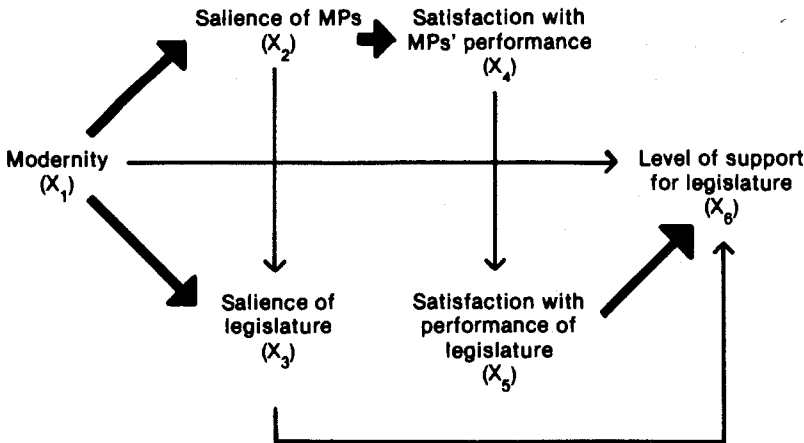 Salience of MPs
(X2)
Satisfaction with
MPs' performance
(X4)
Modernity
(X1)
Level of support
for legislature
(X6)
Salience of
legislature
(X3)
Satisfaction with
performance of
legislature
(X5)